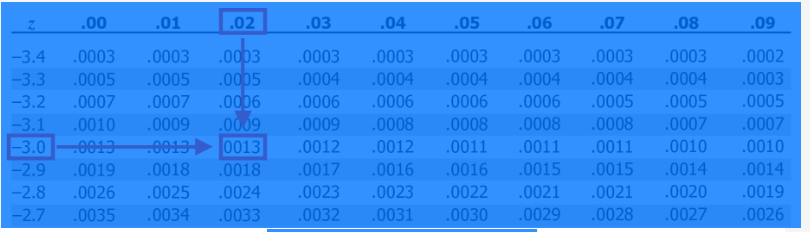 z .00 .01 .02 .03 .04 .05 .06 .07 .08 .09
−3.4 .0003 .0003 .0003 .0003 .0003 .0003 .0003 .0003 .0003 .0002
−3.3 .0005 .0005 .0005 .0004 .0004 .0004 .0004 .0004 .0004 .0003
−3.2 .0007 .0007 .0006 .0006 .0006 .0006 .0006 .0005 .0005 .0005
−3.1 .0010 .0009 .0009 .0009 .0008 .0008 .0008 .0008 .0007 .0007
−3.0 .0013 .0013 .0013 .0012 .0012 .0011 .0011 .0011 .0010 .0010
−2.9 .0019 .0018 .0018 .0017 .0016 .0016 .0015 .0015 .0014 .0014
−2.8 .0026 .0025 .0024 .0023 .0023 .0022 .0021 .0021 .0020 .0019
−2.7 .0035 .0034 .0033 .0032 .0031 .0030 .0029 .0028 .0027 .0026